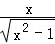 x/√(x² − 1)